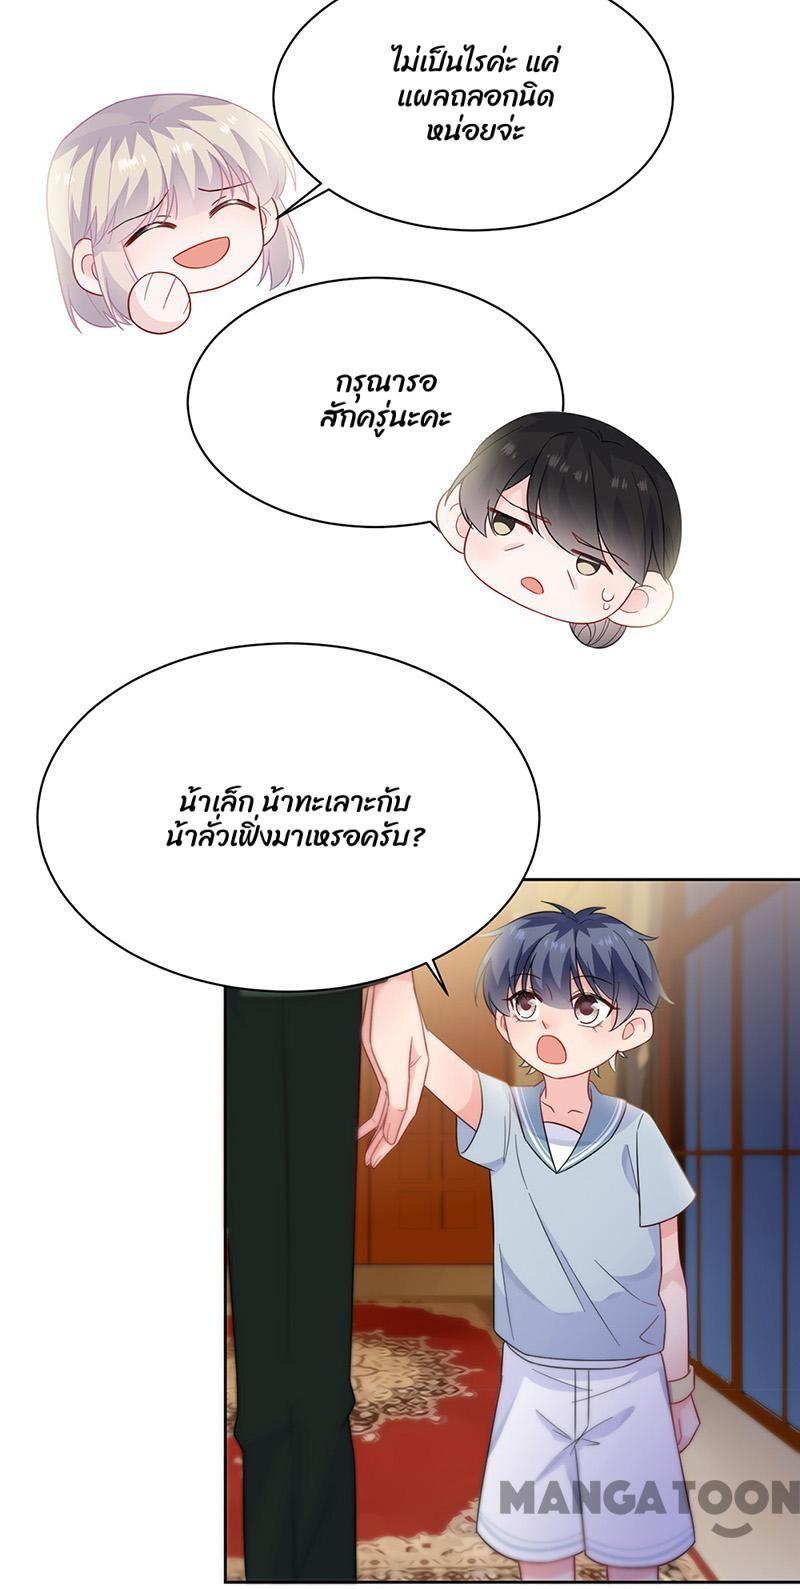 ไม่เป็นไรค่ะ แค่
แผลถลอกนิด
หน่อยจ่ะ
กรุณารอ
สักครู่นะคะ
น้าเล็ก น้าทะเลาะกับ
น้าลั่วเฟิ่งมาเหรอครับ?
MANGATOON